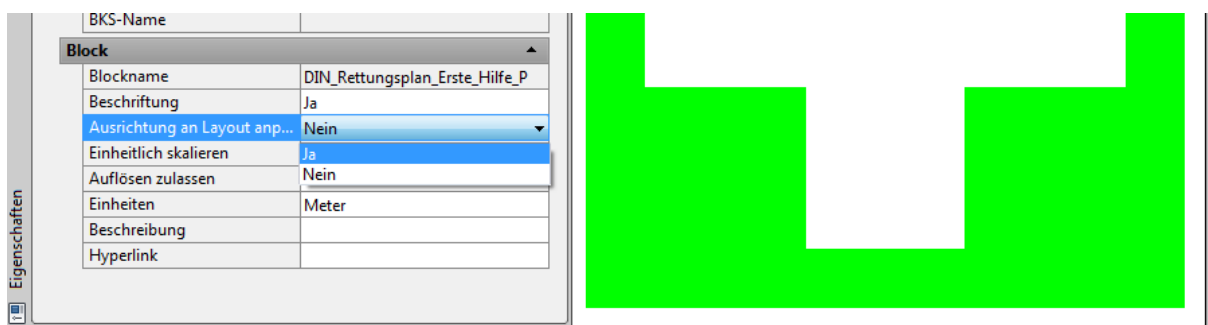 BKS-Name
Block
Blockname DIN_Rettungsplan_Erste_Hilfe_P
Beschriftung Ja
Ausrichtung an Layout anp... Nein
Einheitlich skalieren Ja
Auflösen zulassen Nein
Einheiten Meter
Beschreibung
Hyperlink
Eigenschaften